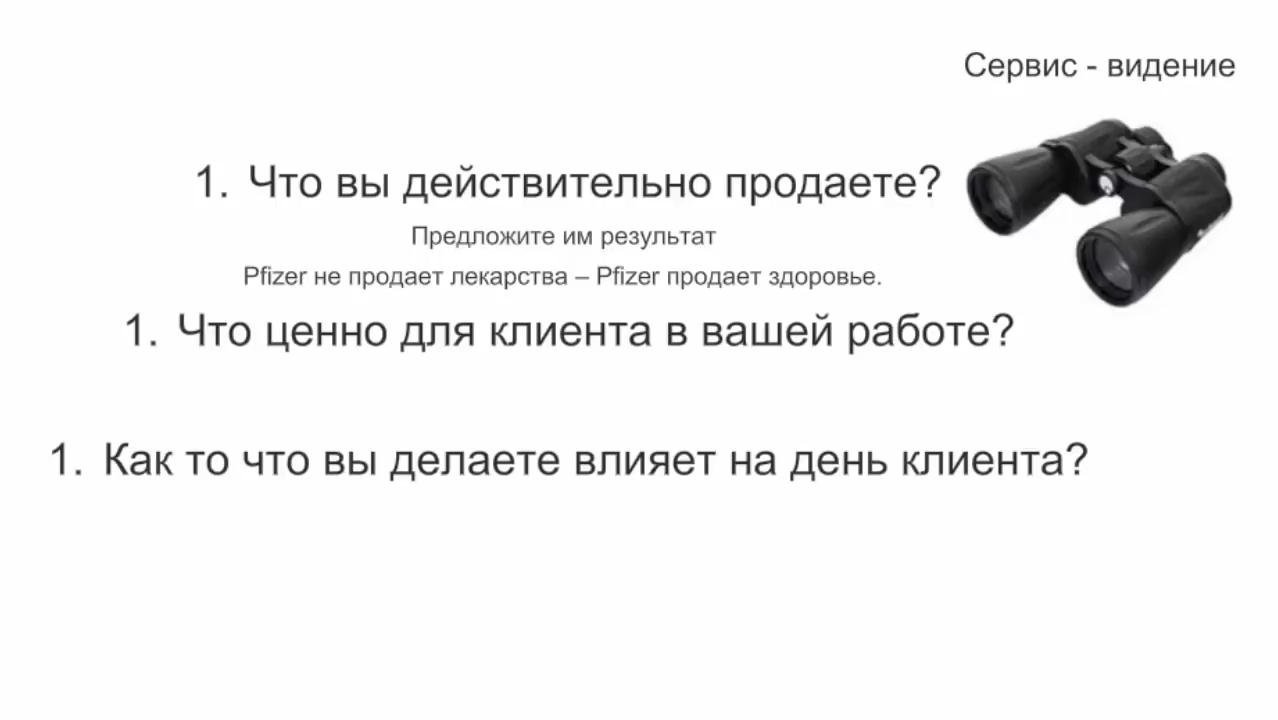 Сервис - видение
1. Что вы действительно продаете?
Предложите им результат
Pfizer не продает лекарства – Pfizer продает здоровье.
1. Что ценно для клиента в вашей работе?
1. Как то что вы делаете влияет на день клиента?